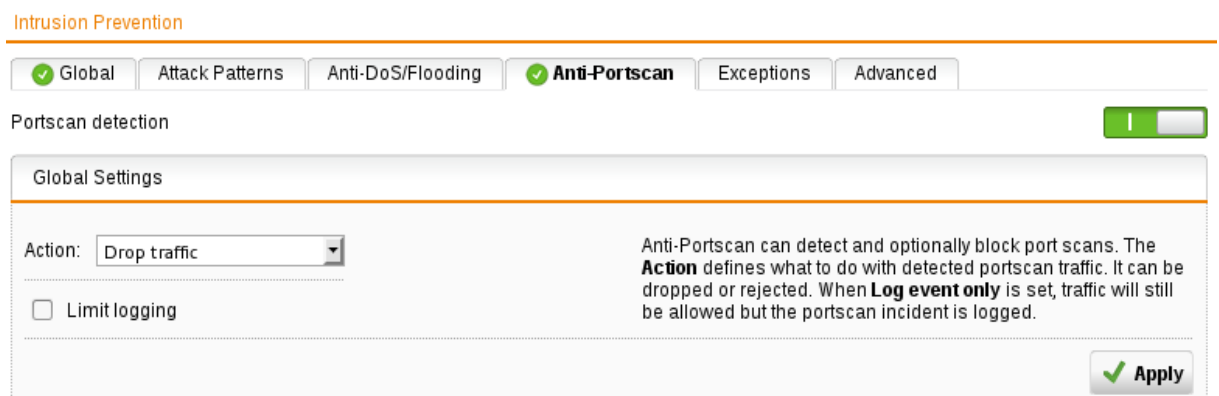 Intrusion Prevention
Global
Attack Patterns
Anti-DoS/Flooding
Anti-Portscan
Exceptions
Advanced
Portscan detection
Global Settings
Action:
Drop traffic
Limit logging
Anti-Portscan can detect and optionally block port scans. The
Action defines what to do with detected portscan traffic. It can be
dropped or rejected. When Log event only is set, traffic will still
be allowed but the portscan incident is logged.
Apply